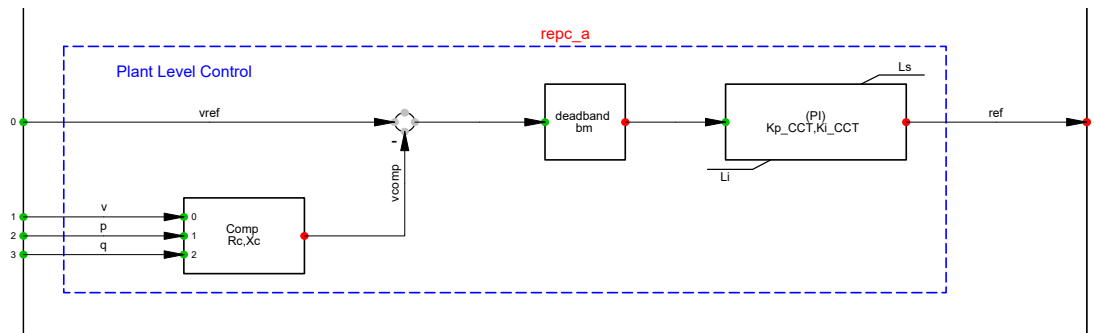 repc_a
Plant Level Control
Ls
0
vref
-
deadband
bm
(PI)
Kp_CCT,Ki_CCT
ref
Li
vcomp
1
v
0
2
p
1
3
q
2
Comp
Rc,Xc